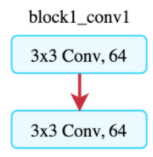 block1_conv1
3x3 Conv, 64
3x3 Conv, 64